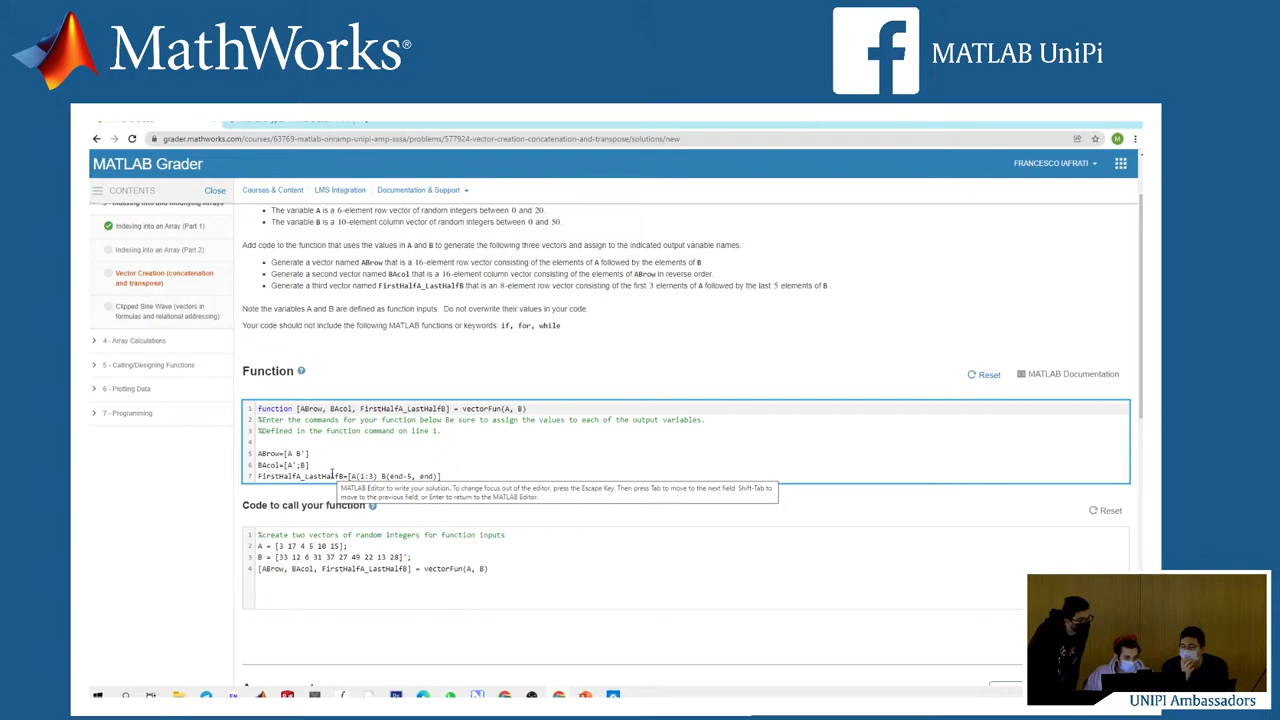 MathWorks®
MATLAB UniPi
grader.mathworks.com/courses/63769-matlab-onramp-unipi-amp-sssa/problems/577924-vector-creation-concatenation-and-transpose/solutions/new
M
MATLAB Grader
FRANCESCO IAFRATI
CONTENTS
Close
Courses & Content
LMS Integration
Documentation & Support
3 - Indexing into and Modifying Arrays
Indexing into an Array (Part 1)
Indexing into an Array (Part 2)
Vector Creation (concatenation
and transpose)
Clipped Sine Wave (vectors in
formulas and relational addressing)
4 - Array Calculations
5 - Calling/Designing Functions
6 - Plotting Data
7 - Programming
The variable A is a 6-element row vector of random integers between 0 and 20.
The variable B is a 10-element column vector of random integers between 0 and 50.
Add code to the function that uses the values in A and B to generate the following three vectors and assign to the indicated output variable names.
Generate a vector named ABrow that is a 16-element row vector consisting of the elements of A followed by the elements of B.
Generate a second vector named BAcol that is a 16-element column vector consisting of the elements of ABrow in reverse order.
Generate a third vector named FirstHalfA_LastHalfB that is an 8-element row vector consisting of the first 3 elements of A followed by the last 5 elements of B.
Note the variables A and B are defined as function inputs. Do not overwrite their values in your code.
Your code should not include the following MATLAB functions or keywords: if, for, while
Function
Reset
MATLAB Documentation
1 function [ABrow, BAcol, FirstHalfA_LastHalfB] = vectorFun(A, B)
2 %Enter the commands for your function below Be sure to assign the values to each of the output variables.
3 %Defined in the function command on line 1.
4
5 ABrow=[A B']
6 BAcol=[A';B]
7 FirstHalfA_LastHalfB=[A(1:3) B(end-5, end)]
MATLAB Editor to write your solution. To change focus out of the editor, press the Escape Key. Then press Tab to move to the next field. Shift-Tab to
move to the previous field, or Enter to return to the MATLAB Editor.
Code to call your function
Reset
1 %create two vectors of random integers for function inputs
2 A = [3 17 4 5 10 15];
3 B = [33 12 6 31 37 27 49 22 13 28]';
4 [ABrow, BAcol, FirstHalfA_LastHalfB] = vectorFun(A, B)
EN
UNIPI Ambassadors